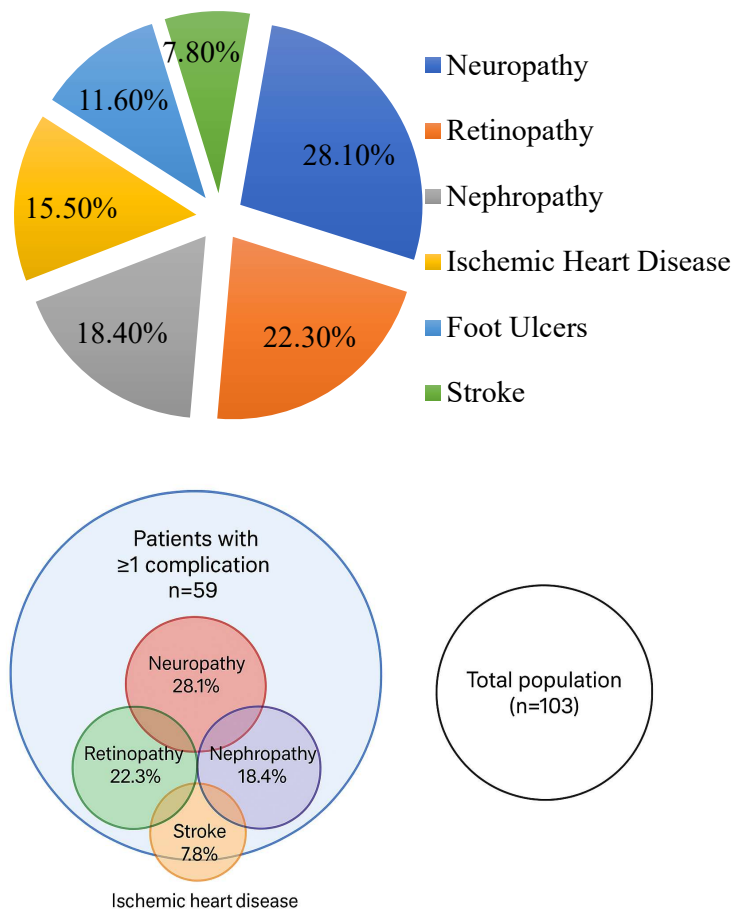 7.80%
28.10%
11.60%
15.50%
18.40%
22.30%
Neuropathy
Retinopathy
Nephropathy
Ischemic Heart Disease
Foot Ulcers
Stroke
Patients with
≥1 complication
n=59
Neuropathy
28.1%
Retinopathy
22.3%
Nephropathy
18.4%
Stroke
7.8%
Ischemic heart disease
Total population
(n=103)